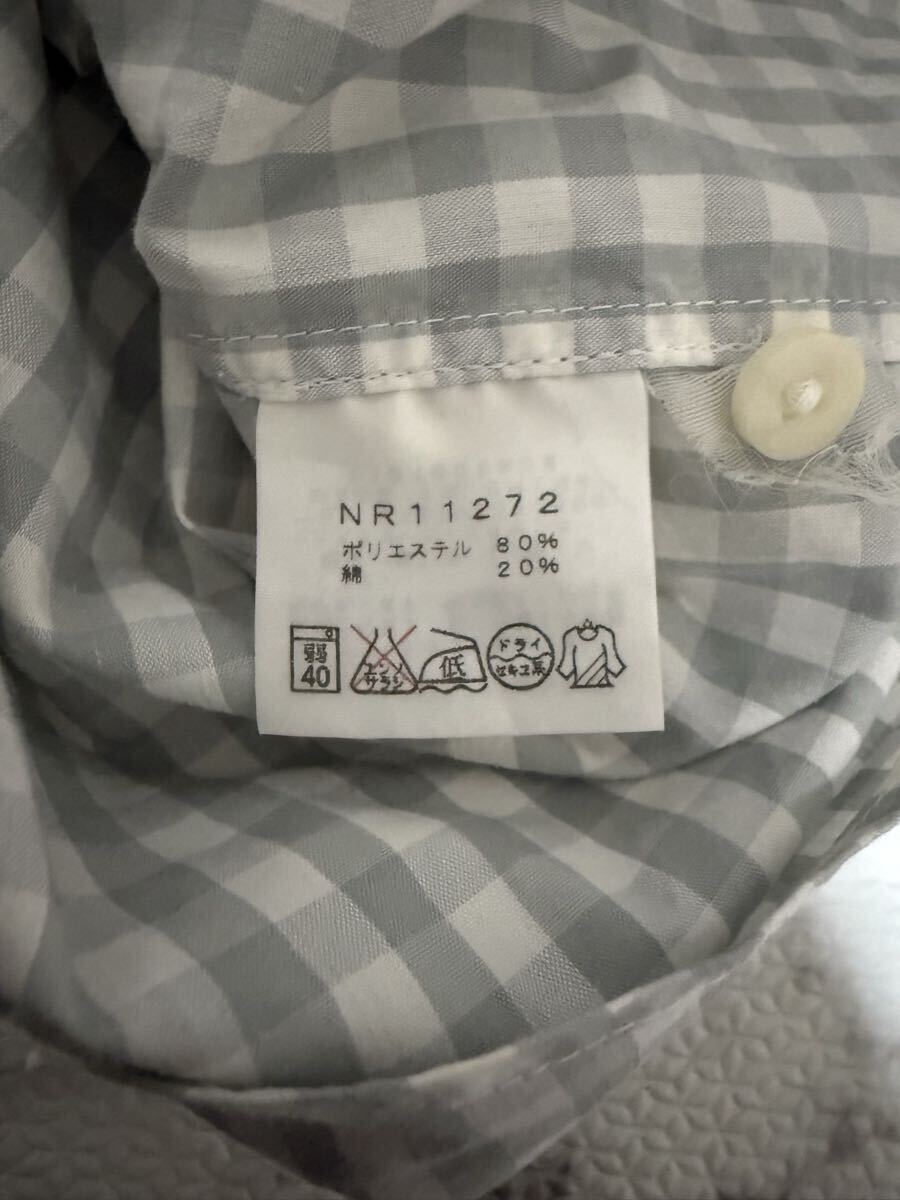 NR11272
ポリエステル 80%
綿 20%
弱
40
エンソ
サラシ
低
ドライ
セキユ系